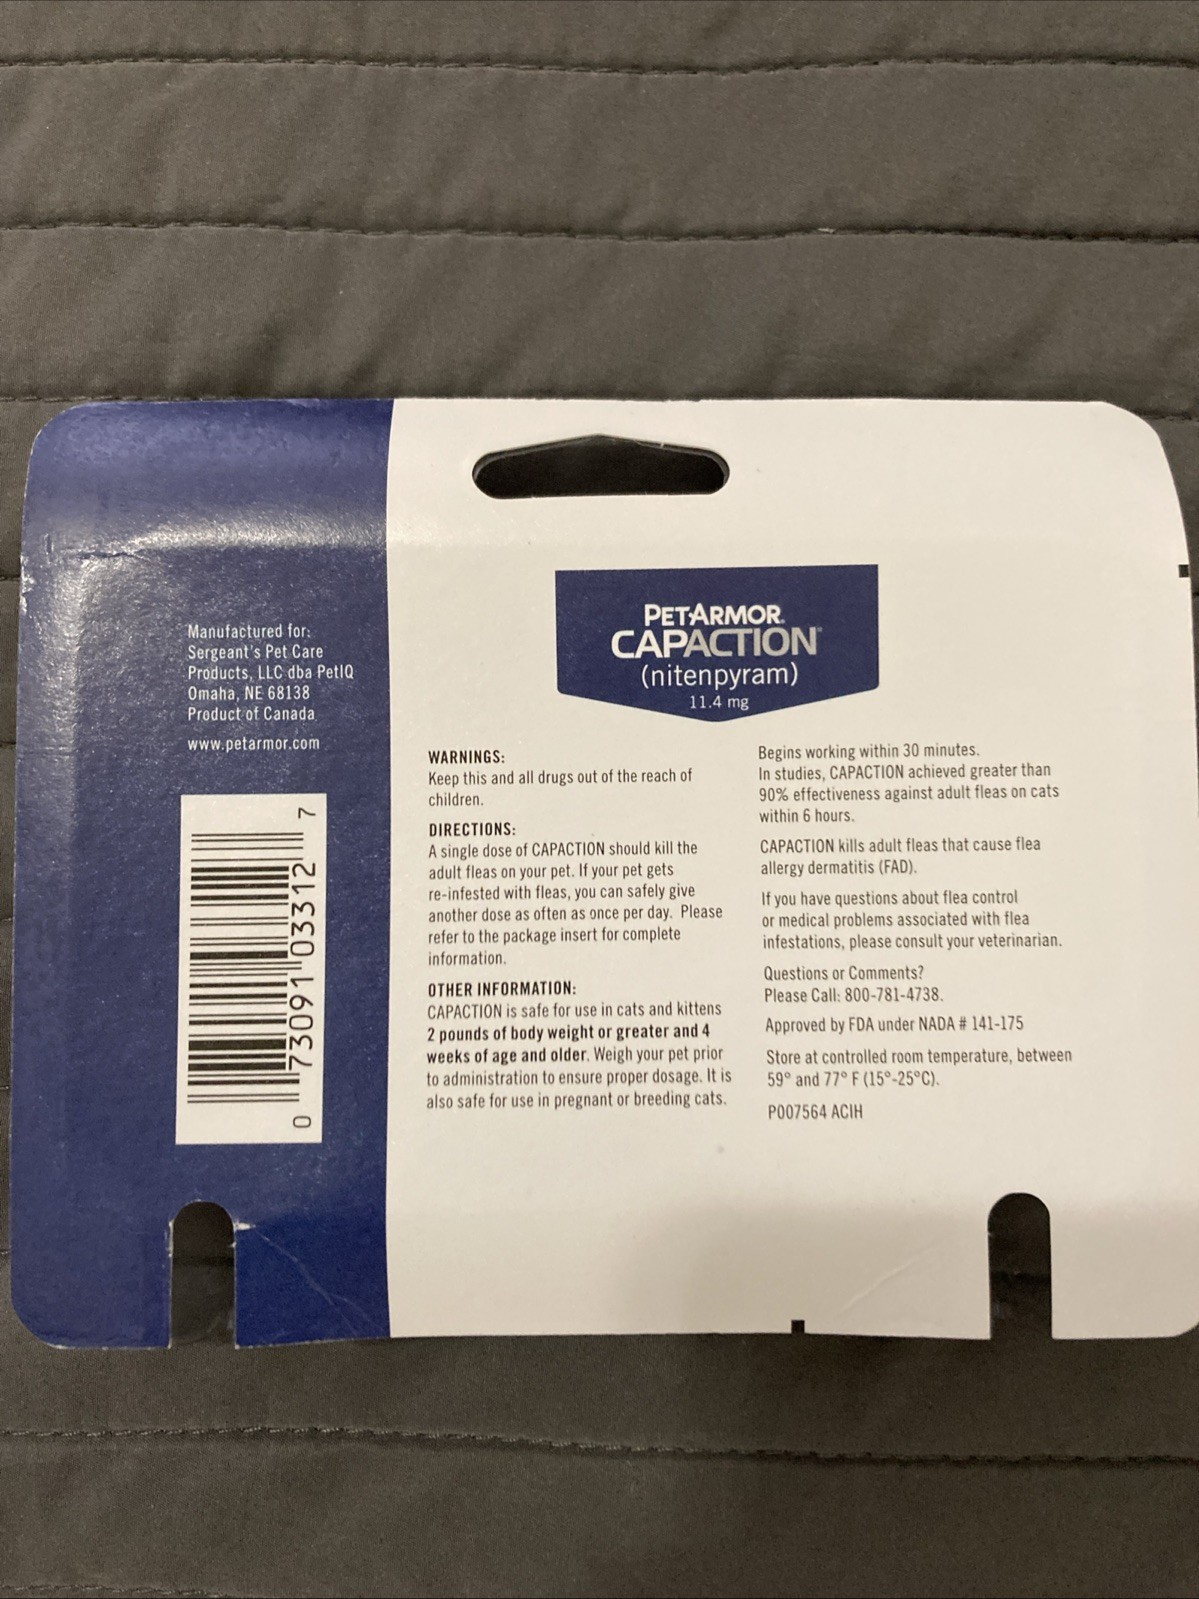 Manufactured for:
Sergeant's Pet Care
Products, LLC dba PetIQ
Omaha, NE 68138
Product of Canada
www.petarmor.com
0 73091 03312 7
PETARMOR®
CAPACTION™
(nitenpyram)
11.4 mg
WARNINGS:
Keep this and all drugs out of the reach of
children.
DIRECTIONS:
A single dose of CAPACTION should kill the
adult fleas on your pet. If your pet gets
re-infested with fleas, you can safely give
another dose as often as once per day. Please
refer to the package insert for complete
information.
OTHER INFORMATION:
CAPACTION is safe for use in cats and kittens
2 pounds of body weight or greater and 4
weeks of age and older. Weigh your pet prior
to administration to ensure proper dosage. It is
also safe for use in pregnant or breeding cats.
Begins working within 30 minutes.
In studies, CAPACTION achieved greater than
90% effectiveness against adult fleas on cats
within 6 hours.
CAPACTION kills adult fleas that cause flea
allergy dermatitis (FAD).
If you have questions about flea control
or medical problems associated with flea
infestations, please consult your veterinarian.
Questions or Comments?
Please Call: 800-781-4738.
Approved by FDA under NADA # 141-175
Store at controlled room temperature, between
59° and 77° F (15°-25°C).
P007564 ACIH